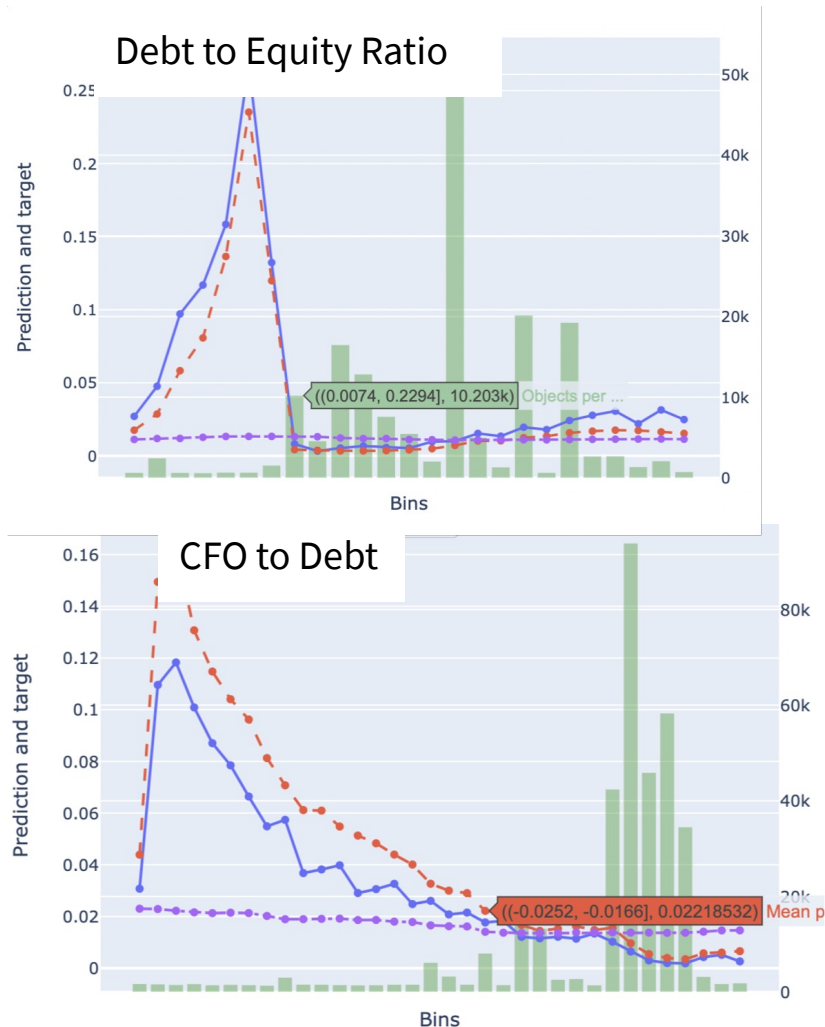 Debt to Equity Ratio
50k
0.25
40k
0.2
Prediction and target
30k
0.15
0.1
20k
0.05
((0.0074, 0.2294], 10.203k)
Objects per ...
10k
0
0
Bins
CFO to Debt
0.16
0.14
80k
0.12
Prediction and target
0.1
60k
0.08
0.06
40k
0.04
20k
((-0.0252, -0.0166], 0.02218532)
Mean p
0.02
0
0
Bins